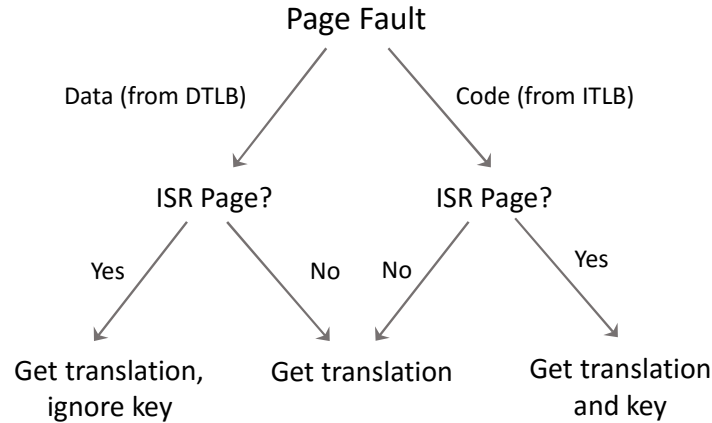 Page Fault
Data (from DTLB)
Code (from ITLB)
ISR Page?
ISR Page?
Yes
No
No
Yes
Get translation,
ignore key
Get translation
Get translation
and key